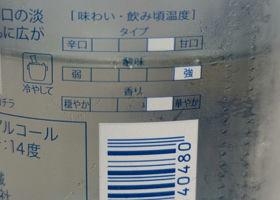 口の淡
らに広が
[味わい・飲み頃温度]
タイプ
辛口 甘口
酸味
弱 強
香り
穏やか 華やか
冷やして
チラ
アルコール
14度
40480